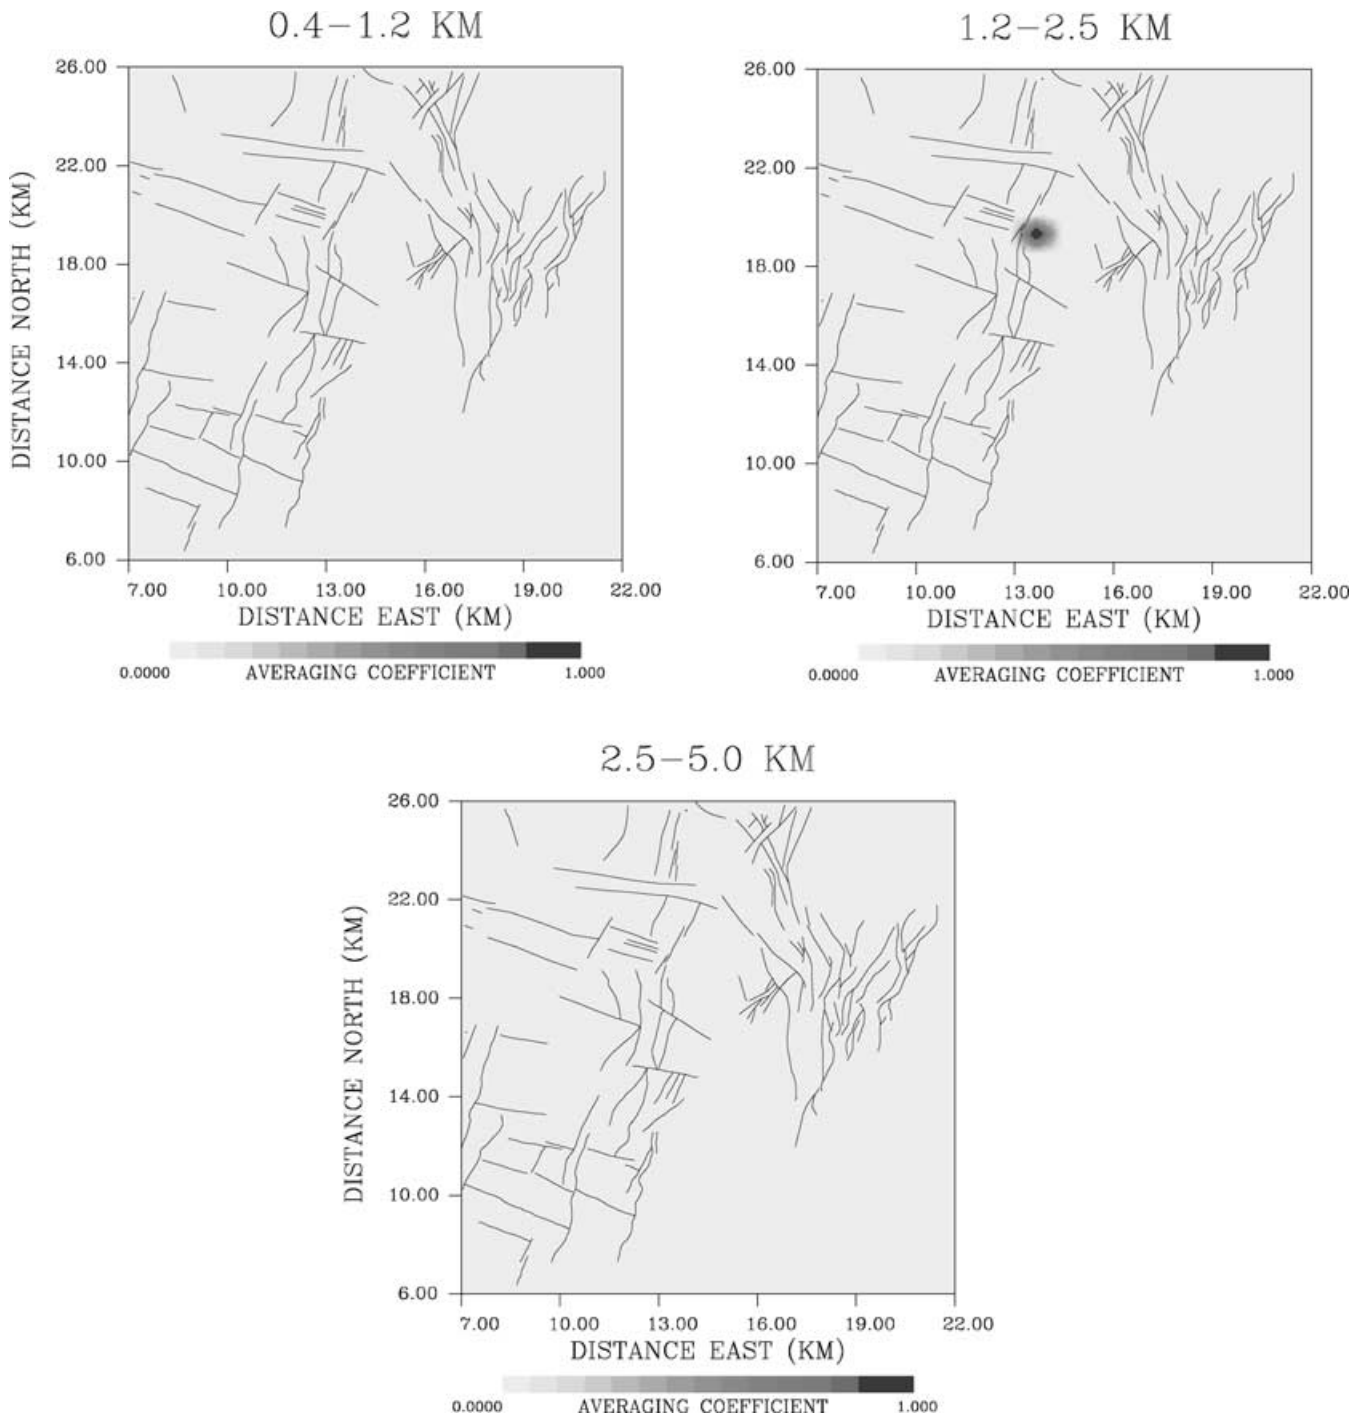 0.4−1.2 KM
1.2−2.5 KM
26.00
22.00
18.00
14.00
10.00
6.00
DISTANCE NORTH (KM)
7.00 10.00 13.00 16.00 19.00 22.00
DISTANCE EAST (KM)
0.0000 AVERAGING COEFFICIENT 1.000
26.00
22.00
18.00
14.00
10.00
6.00
7.00 10.00 13.00 16.00 19.00 22.00
DISTANCE EAST (KM)
0.0000 AVERAGING COEFFICIENT 1.000
2.5−5.0 KM
26.00
22.00
18.00
14.00
10.00
6.00
DISTANCE NORTH (KM)
7.00 10.00 13.00 16.00 19.00 22.00
DISTANCE EAST (KM)
0.0000 AVERAGING COEFFICIENT 1.000